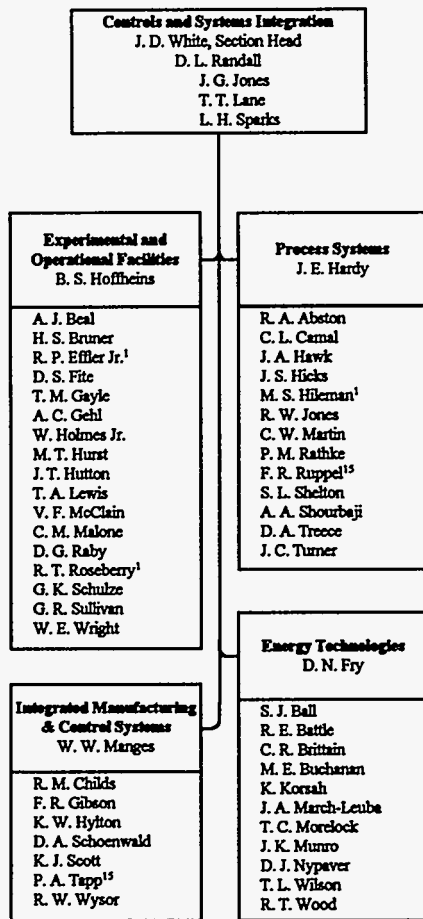 Controls and Systems Integration
J. D. White, Section Head
D. L. Randall
J. G. Jones
T. T. Lane
L. H. Sparks
Experimental and
Operational Facilities
B. S. Hoffheins
A. J. Beal
H. S. Bruner
R. P. Effler Jr.¹
D. S. Fite
T. M. Gayle
A. C. Gehl
W. Holmes Jr.
M. T. Hurst
J. T. Hutton
T. A. Lewis
V. F. McClain
C. M. Malone
D. G. Raby
R. T. Roseberry¹
G. K. Schulze
G. R. Sullivan
W. E. Wright
Process Systems
J. E. Hardy
R. A. Abston
C. L. Carnal
J. A. Hawk
J. S. Hicks
M. S. Hileman¹
R. W. Jones
C. W. Martin
P. M. Rathke
F. R. Ruppel¹⁵
S. L. Shelton
A. A. Shourbaji
D. A. Treece
J. C. Turner
Integrated Manufacturing
& Control Systems
W. W. Manges
R. M. Childs
F. R. Gibson
K. W. Hylton
D. A. Schoenwald
K. J. Scott
P. A. Tapp¹⁵
R. W. Wysor
Energy Technologies
D. N. Fry
S. J. Ball
R. E. Battle
C. R. Brittain
M. E. Buchanan
K. Korsah
J. A. March-Leuba
T. C. Morelock
J. K. Munro
D. J. Nypaver
T. L. Wilson
R. T. Wood